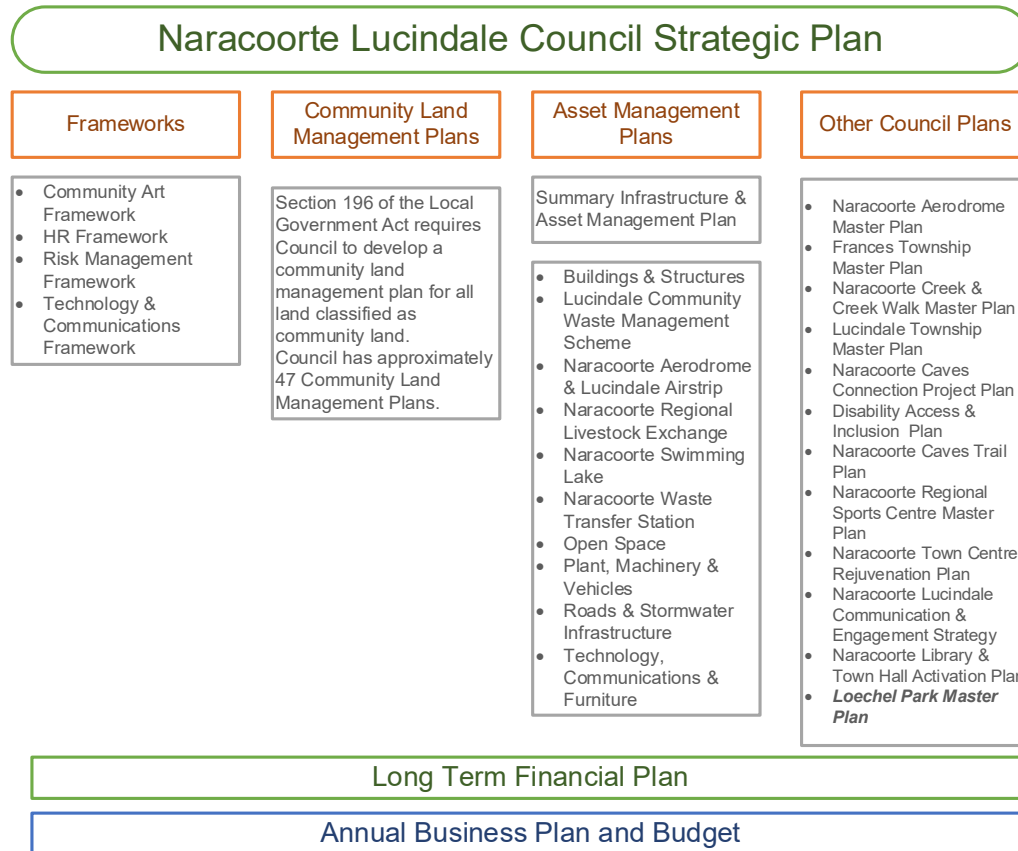 Naracoorte Lucindale Council Strategic Plan
Frameworks
• Community Art
Framework
• HR Framework
• Risk Management
Framework
• Technology &
Communications
Framework
Community Land
Management Plans
Section 196 of the Local
Government Act requires
Council to develop a
community land
management plan for all
land classified as
community land.
Council has approximately
47 Community Land
Management Plans.
Asset Management
Plans
Summary Infrastructure &
Asset Management Plan
• Buildings & Structures
• Lucindale Community
Waste Management
Scheme
• Naracoorte Aerodrome
& Lucindale Airstrip
• Naracoorte Regional
Livestock Exchange
• Naracoorte Swimming
Lake
• Naracoorte Waste
Transfer Station
• Open Space
• Plant, Machinery &
Vehicles
• Roads & Stormwater
Infrastructure
• Technology,
Communications &
Furniture
Other Council Plans
• Naracoorte Aerodrome
Master Plan
• Frances Township
Master Plan
• Naracoorte Creek &
Creek Walk Master Plan
• Lucindale Township
Master Plan
• Naracoorte Caves
Connection Project Plan
• Disability Access &
Inclusion Plan
• Naracoorte Caves Trail
Plan
• Naracoorte Regional
Sports Centre Master
Plan
• Naracoorte Town Centre
Rejuvenation Plan
• Naracoorte Lucindale
Communication &
Engagement Strategy
• Naracoorte Library &
Town Hall Activation Plan
• Loechel Park Master
Plan
Long Term Financial Plan
Annual Business Plan and Budget